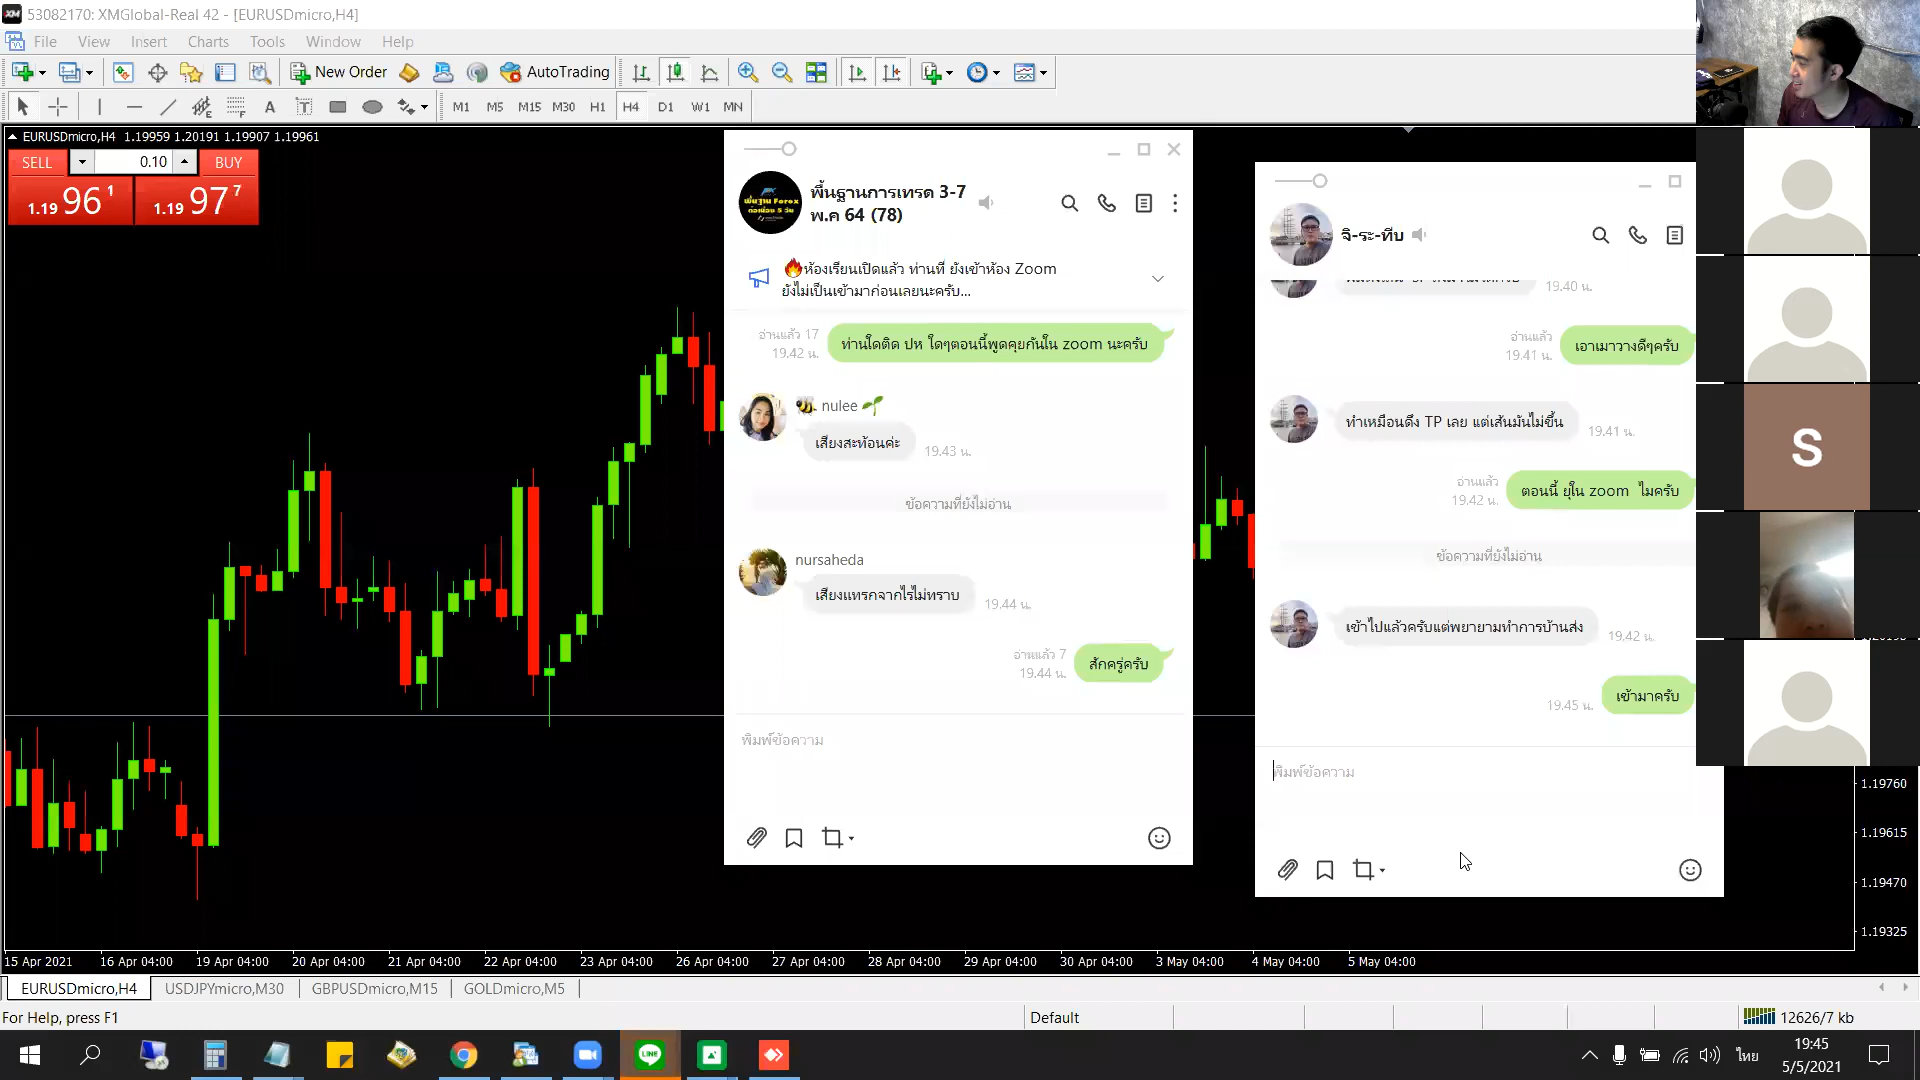 53082170: XMGlobal-Real 42 - [EURUSDmicro,H4]
File View Insert Charts Tools Window Help
New Order AutoTrading
A T M1 M5 M15 M30 H1 H4 D1 W1 MN
EURUSDmicro,H4 1.19959 1.20191 1.19907 1.19961
SELL 0.10 BUY
1.19 96 1 1.19 97 7
พื้นฐานการเทรด 3-7
พ.ค 64 (78)
พื้นฐาน Forex
ต่อเนื่อง 5 วัน
🔥ห้องเรียนเปิดแล้ว ท่านที่ ยังเข้าห้อง Zoom
ยังไม่เป็นเข้ามาก่อนเลยนะครับ...
อ่านแล้ว 17
19.42 น.
ท่านใดติด ปห ใดๆตอนนี้พูดคุยกันใน zoom นะครับ
🐝 nulee 🌱
เสียงสะท้อนค่ะ
19.43 น.
ข้อความที่ยังไม่อ่าน
nursaheda
เสียงแทรกจากไรไม่ทราบ
19.44 น.
อ่านแล้ว 7
19.44 น.
สักครู่ครับ
พิมพ์ข้อความ
จิ-ระ-ทีบ
19.40 น.
อ่านแล้ว
19.41 น.
เอาเมาวางดีๆครับ
ทำเหมือนดึง TP เลย แต่เส้นมันไม่ขึ้น
19.41 น.
อ่านแล้ว
19.42 น.
ตอนนี้ ยุใน zoom ไมครับ
ข้อความที่ยังไม่อ่าน
เข้าไปแล้วครับแต่พยายามทำการบ้านส่ง
19.42 น.
19.45 น.
เข้ามาครับ
พิมพ์ข้อความ
S
1.19760
1.19615
1.19470
1.19325
15 Apr 2021 16 Apr 04:00 19 Apr 04:00 20 Apr 04:00 21 Apr 04:00 22 Apr 04:00 23 Apr 04:00 26 Apr 04:00 27 Apr 04:00 28 Apr 04:00 29 Apr 04:00 30 Apr 04:00 3 May 04:00 4 May 04:00 5 May 04:00
EURUSDmicro,H4 USDJPYmicro,M30 GBPUSDmicro,M15 GOLDmicro,M5
For Help, press F1 Default 12626/7 kb
LINE
ไทย
19:45
5/5/2021